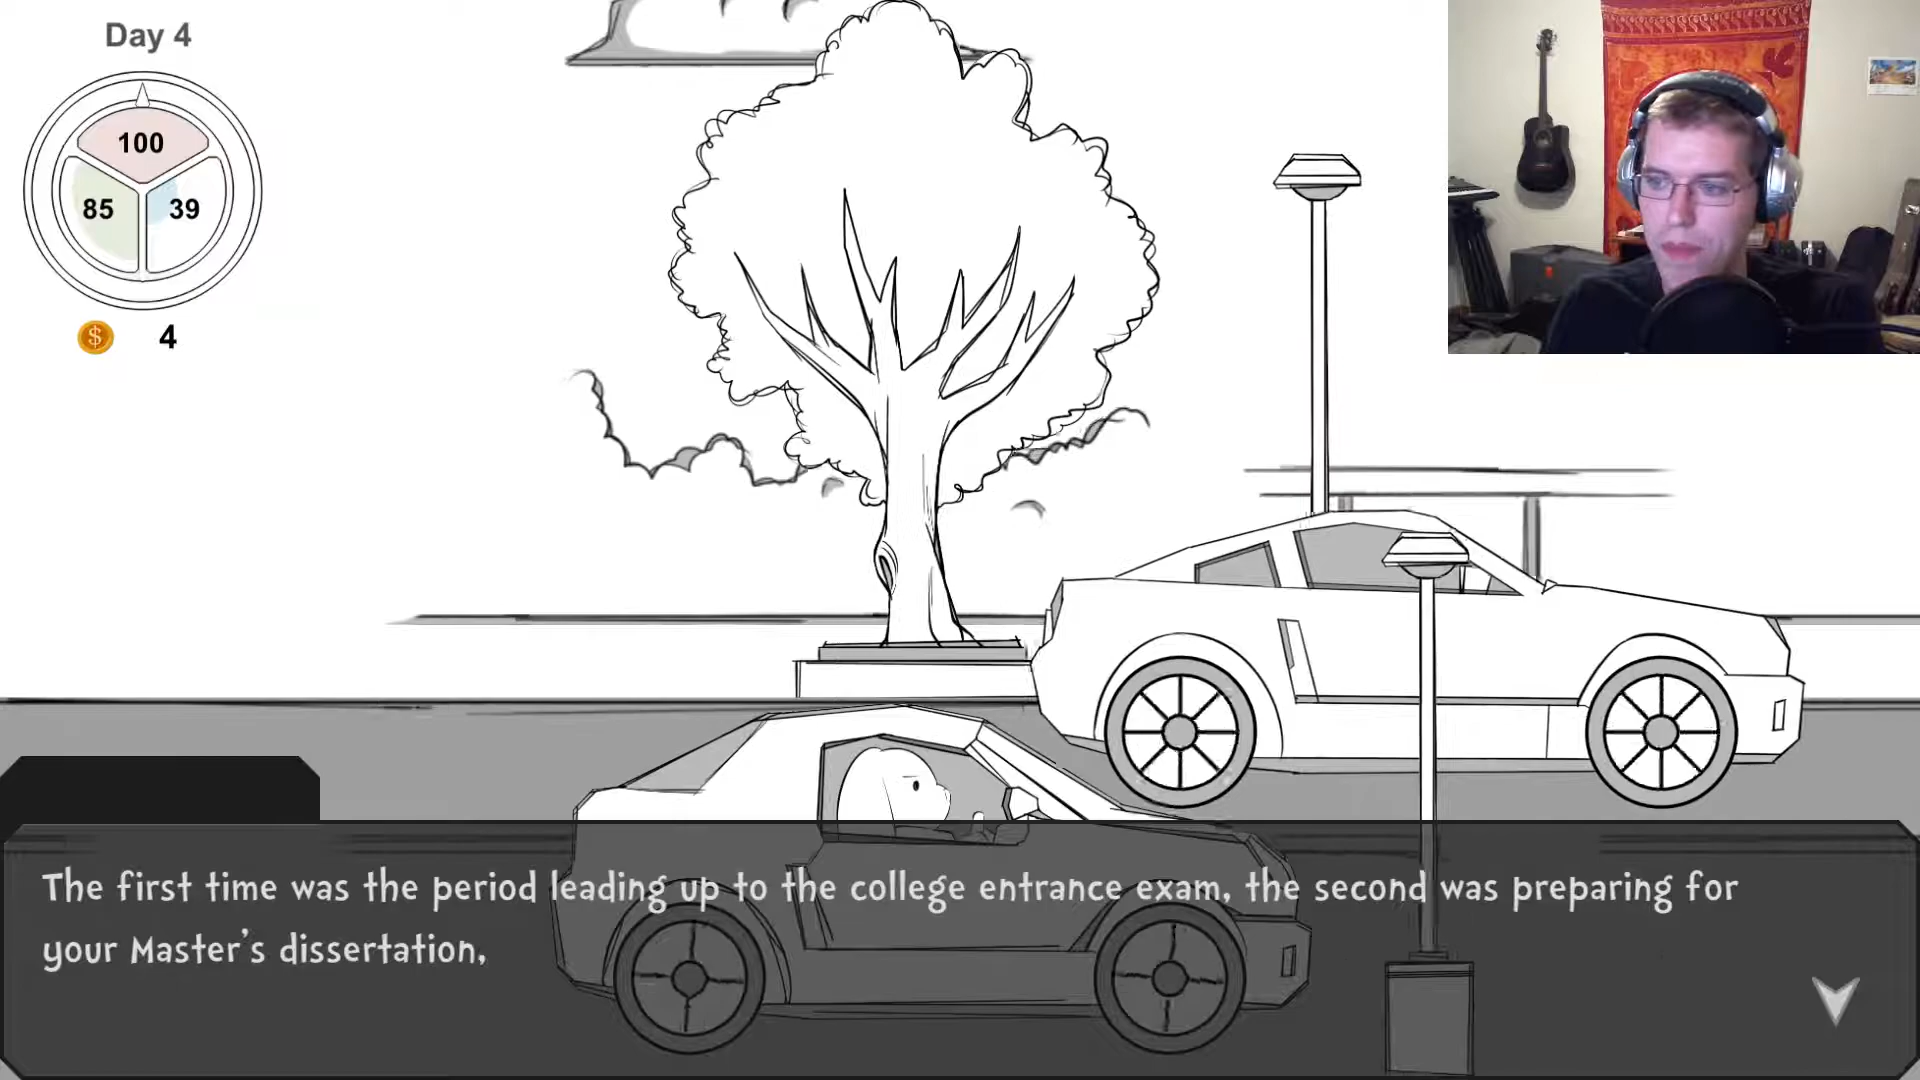 Day 4
100
85
39
$ 4
The first time was the period leading up to the college entrance exam, the second was preparing for
your Master's dissertation,